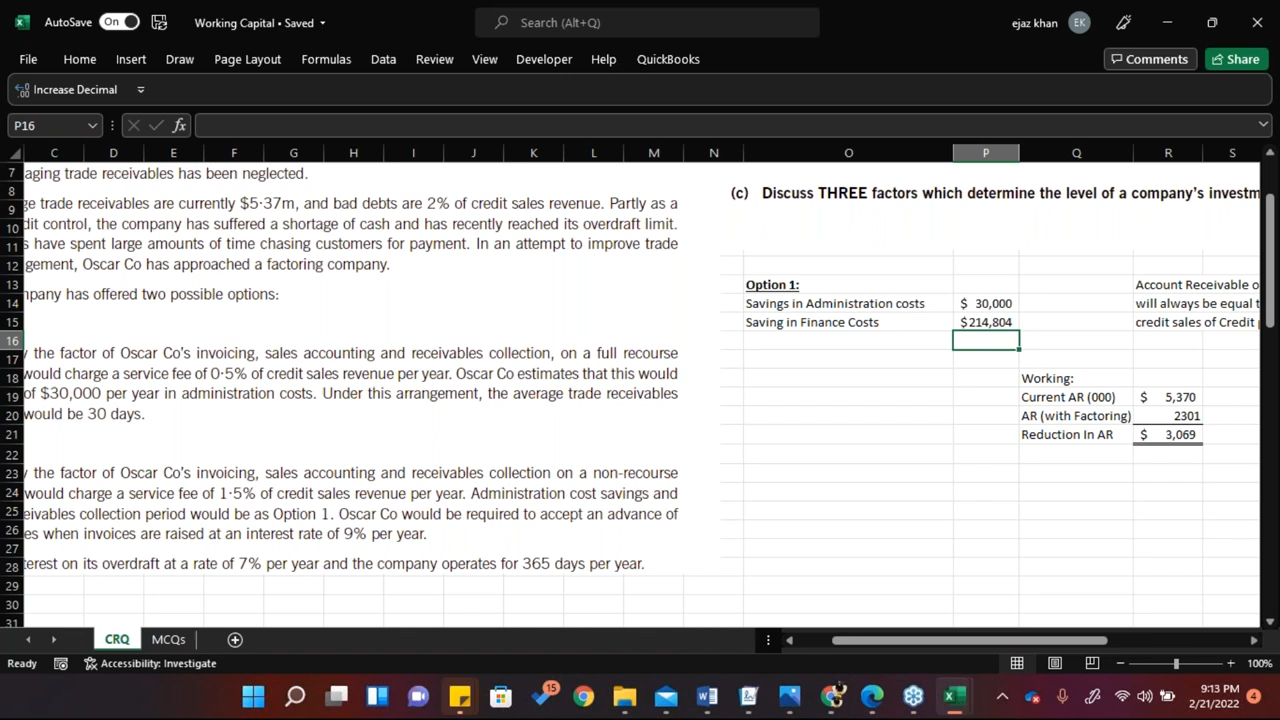 AutoSave On Working Capital • Saved Search (Alt+Q) ejaz khan EK
File Home Insert Draw Page Layout Formulas Data Review View Developer Help QuickBooks Comments Share
Increase Decimal
P16 fx
C D E F G H I J K L M N O P Q R S
7 aging trade receivables has been neglected.
8 (c) Discuss THREE factors which determine the level of a company's investm
9 ge trade receivables are currently $5·37m, and bad debts are 2% of credit sales revenue. Partly as a
10 dit control, the company has suffered a shortage of cash and has recently reached its overdraft limit.
11 s have spent large amounts of time chasing customers for payment. In an attempt to improve trade
12 gement, Oscar Co has approached a factoring company.
13 npany has offered two possible options: Option 1: Account Receivable o
14 Savings in Administration costs $ 30,000 will always be equal t
15 Saving in Finance Costs $214,804 credit sales of Credit
16
17 y the factor of Oscar Co's invoicing, sales accounting and receivables collection, on a full recourse
18 would charge a service fee of 0·5% of credit sales revenue per year. Oscar Co estimates that this would Working:
19 of $30,000 per year in administration costs. Under this arrangement, the average trade receivables Current AR (000) $ 5,370
20 would be 30 days. AR (with Factoring) 2301
21 Reduction In AR $ 3,069
22
23 y the factor of Oscar Co's invoicing, sales accounting and receivables collection on a non-recourse
24 would charge a service fee of 1·5% of credit sales revenue per year. Administration cost savings and
25 eivables collection period would be as Option 1. Oscar Co would be required to accept an advance of
26 es when invoices are raised at an interest rate of 9% per year.
27
28 erest on its overdraft at a rate of 7% per year and the company operates for 365 days per year.
29
30
31
CRQ MCQs
Ready Accessibility: Investigate 100%
15 9:13 PM 4
2/21/2022